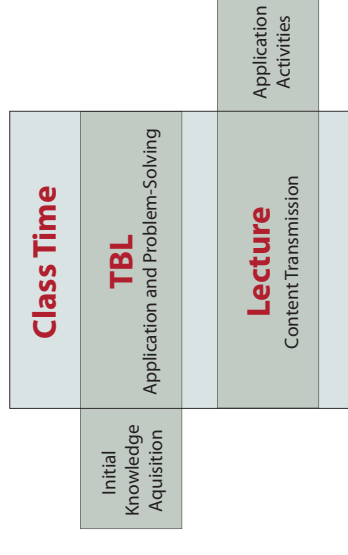 Class Time
Initial
Knowledge
Aquisition
TBL
Application and Problem-Solving
Lecture
Content Transmission
Application
Activities